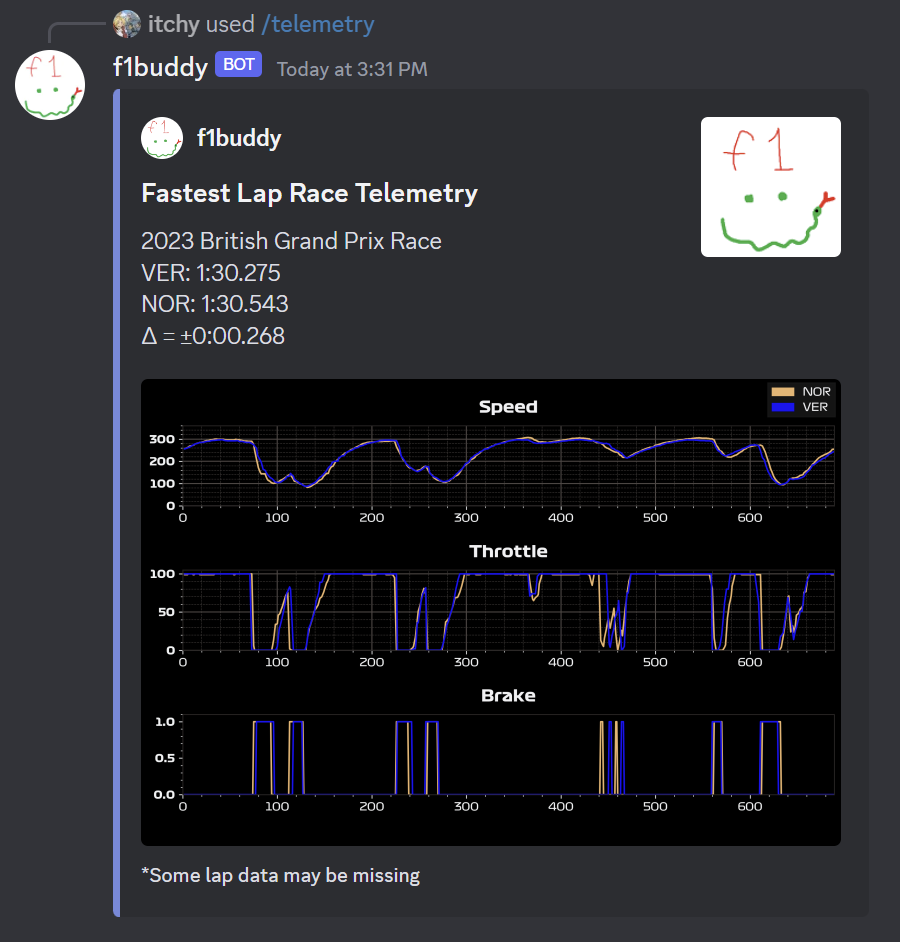 itchy used /telemetry
f1
f1buddy BOT Today at 3:31 PM
f1
f1buddy
f1
Fastest Lap Race Telemetry
2023 British Grand Prix Race
VER: 1:30.275
NOR: 1:30.543
Δ = ±0:00.268
NOR
VER
Speed
300
200
100
0
0 100 200 300 400 500 600
Throttle
100
50
0
0 100 200 300 400 500 600
Brake
1.0
0.5
0.0
0 100 200 300 400 500 600
*Some lap data may be missing